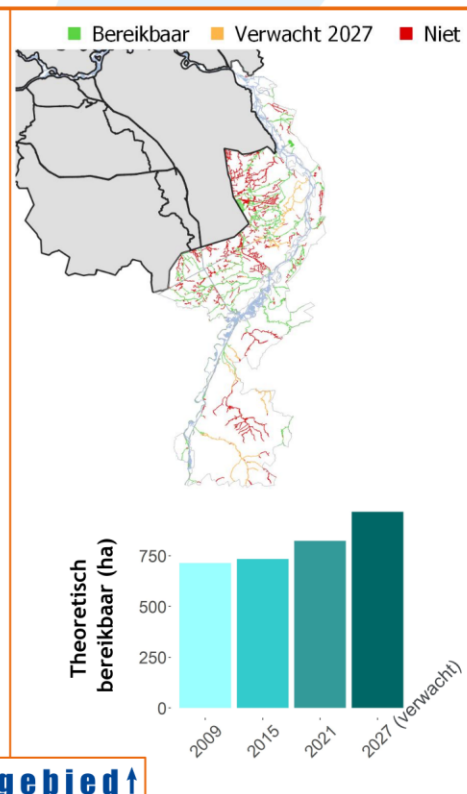 Bereikbaar Verwacht 2027 Niet
Theoretisch
bereikbaar (ha)
750
500
250
0
2009
2015
2021
2027 (verwacht)
gebied